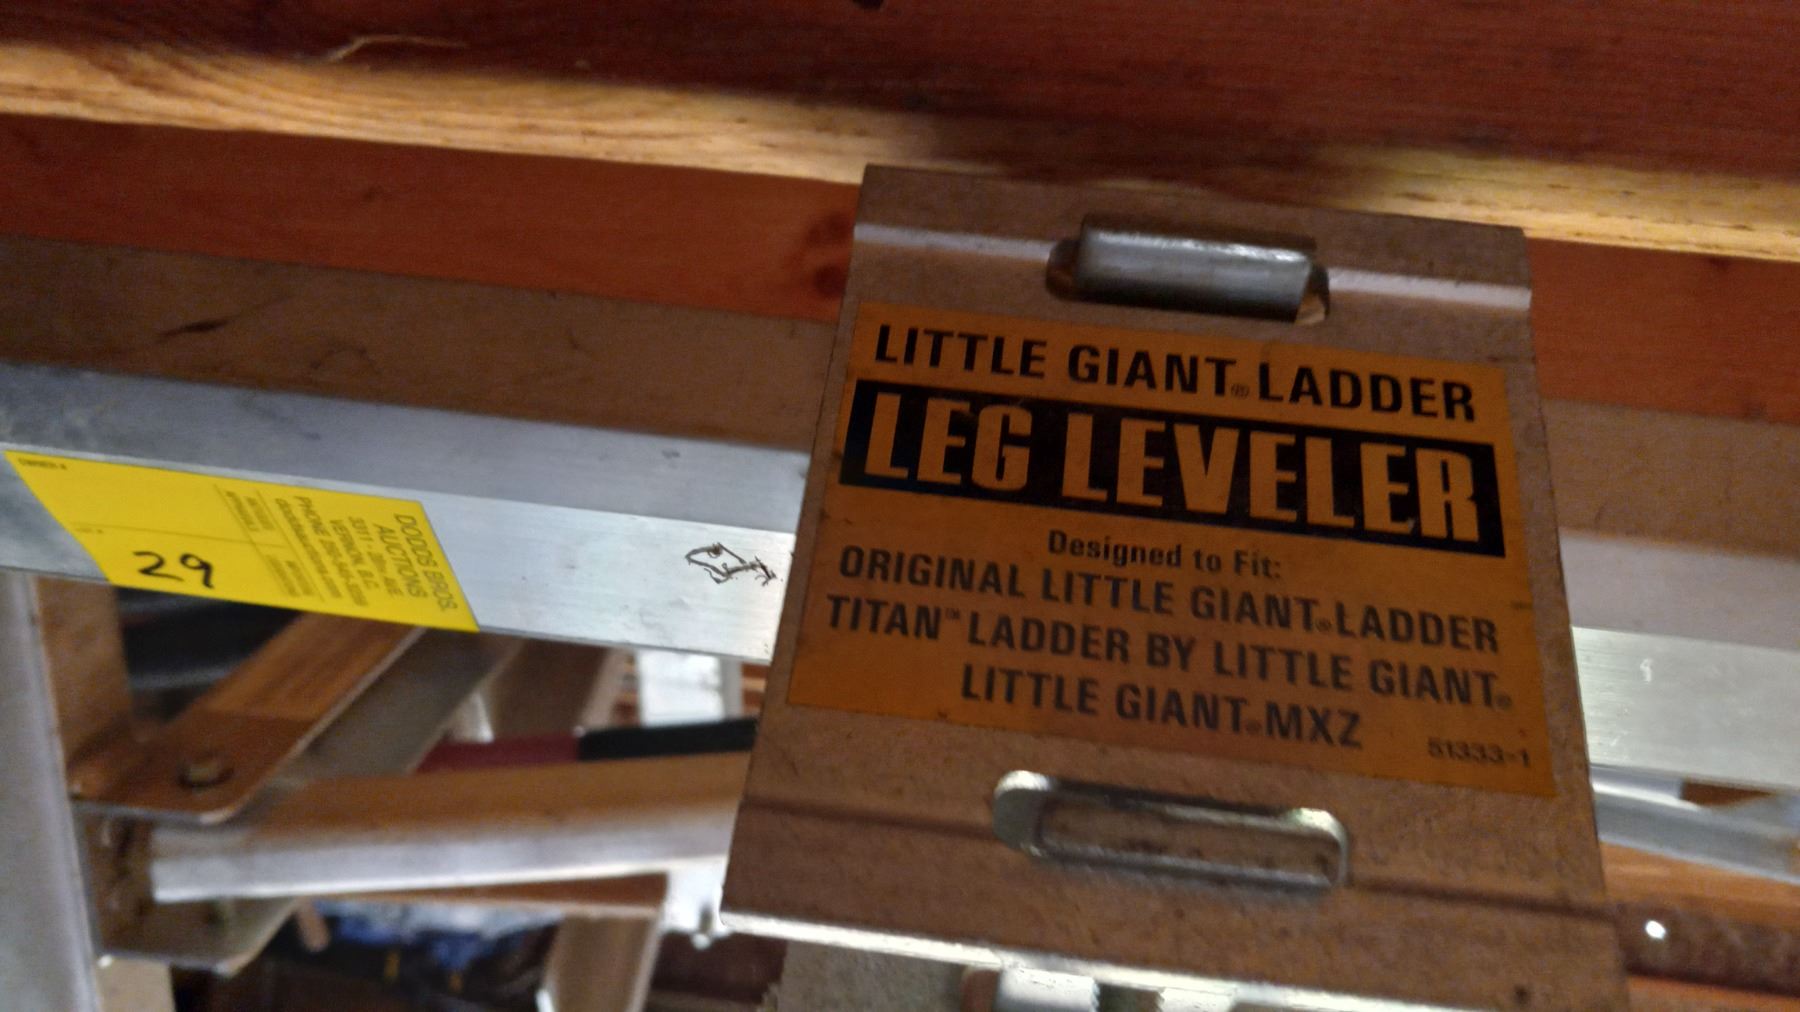 LITTLE GIANT® LADDER
LEG LEVELER
Designed to Fit:
ORIGINAL LITTLE GIANT® LADDER
TITAN™ LADDER BY LITTLE GIANT®
LITTLE GIANT® MXZ
51333-1
29
DODDS BROS.
AUCTIONS
VERNON, B.C.